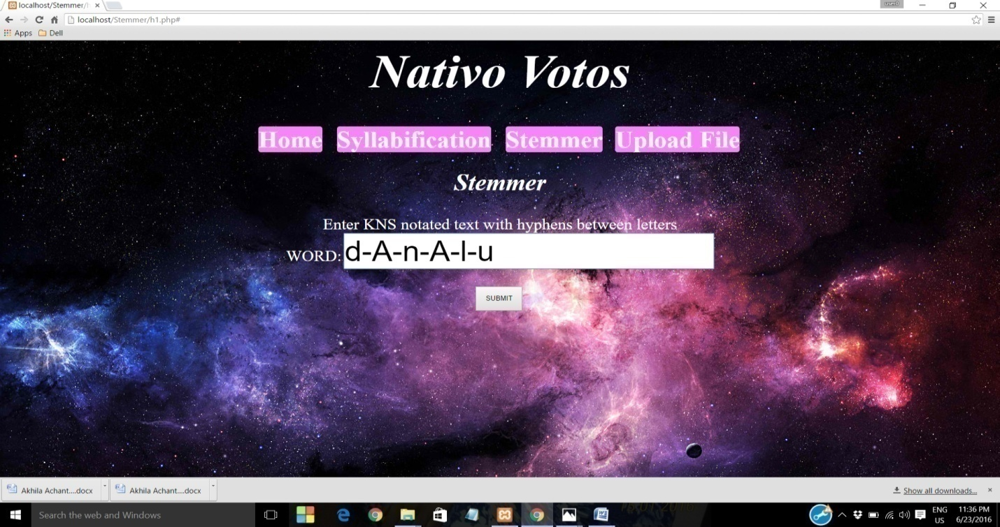 localhost/Stemmer/h
user0
localhost/Stemmer/h1.php#
Apps Dell
Nativo Votos
Home Syllabification Stemmer Upload File
Stemmer
Enter KNS notated text with hyphens between letters
WORD: d-A-n-A-l-u
SUBMIT
Akhila Achant....docx Akhila Achant....docx Show all downloads...
Search the web and Windows
ENG 11:36 PM
US 6/23/2016